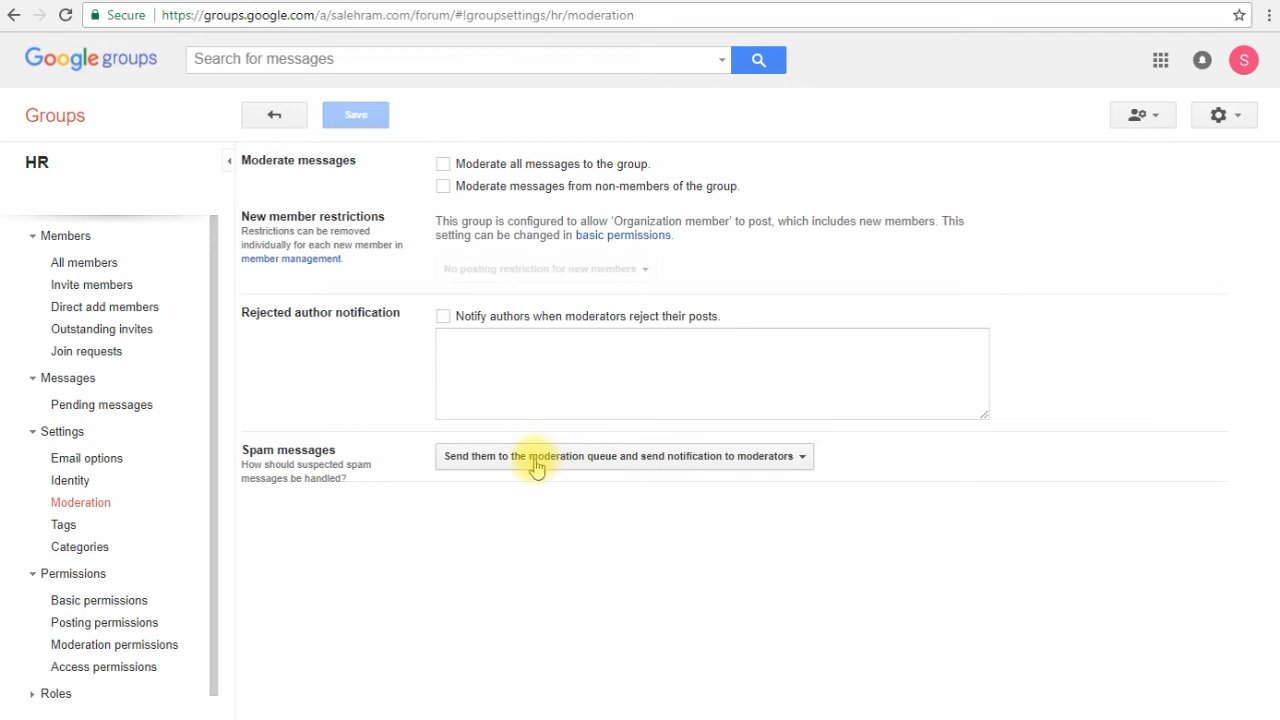 Secure https://groups.google.com/a/salehram.com/forum/#!groupsettings/hr/moderation
Google groups
Search for messages
S
Groups
Save
HR
Moderate messages
Moderate all messages to the group.
Moderate messages from non-members of the group.
New member restrictions
Restrictions can be removed
individually for each new member in
member management.
This group is configured to allow ‘Organization member’ to post, which includes new members. This
setting can be changed in basic permissions.
No posting restriction for new members
Rejected author notification
Notify authors when moderators reject their posts.
Spam messages
How should suspected spam
messages be handled?
Send them to the moderation queue and send notification to moderators
Members
All members
Invite members
Direct add members
Outstanding invites
Join requests
Messages
Pending messages
Settings
Email options
Identity
Moderation
Tags
Categories
Permissions
Basic permissions
Posting permissions
Moderation permissions
Access permissions
Roles